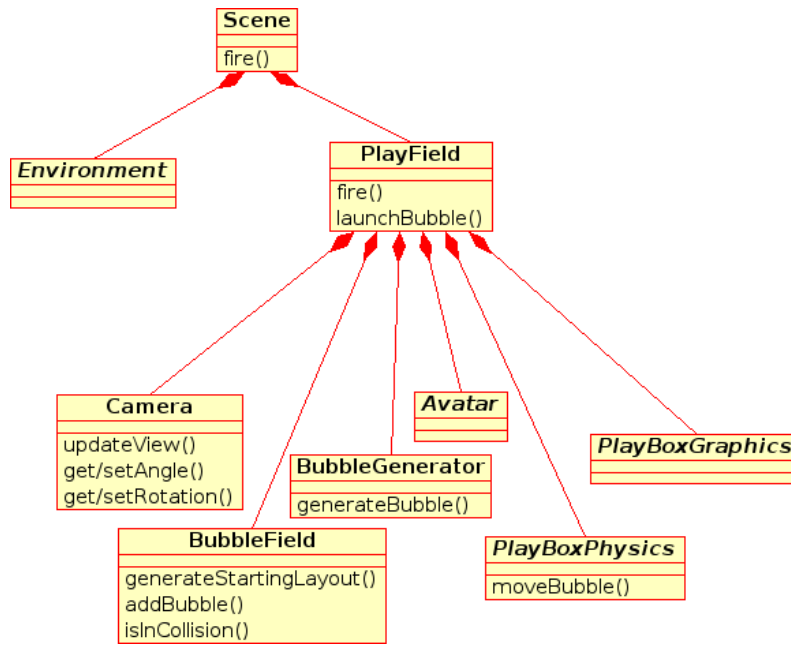 Scene
fire()
Environment
PlayField
fire()
launchBubble()
Camera
updateView()
get/setAngle()
get/setRotation()
BubbleField
generateStartingLayout()
addBubble()
isInCollision()
BubbleGenerator
generateBubble()
Avatar
PlayBoxPhysics
moveBubble()
PlayBoxGraphics